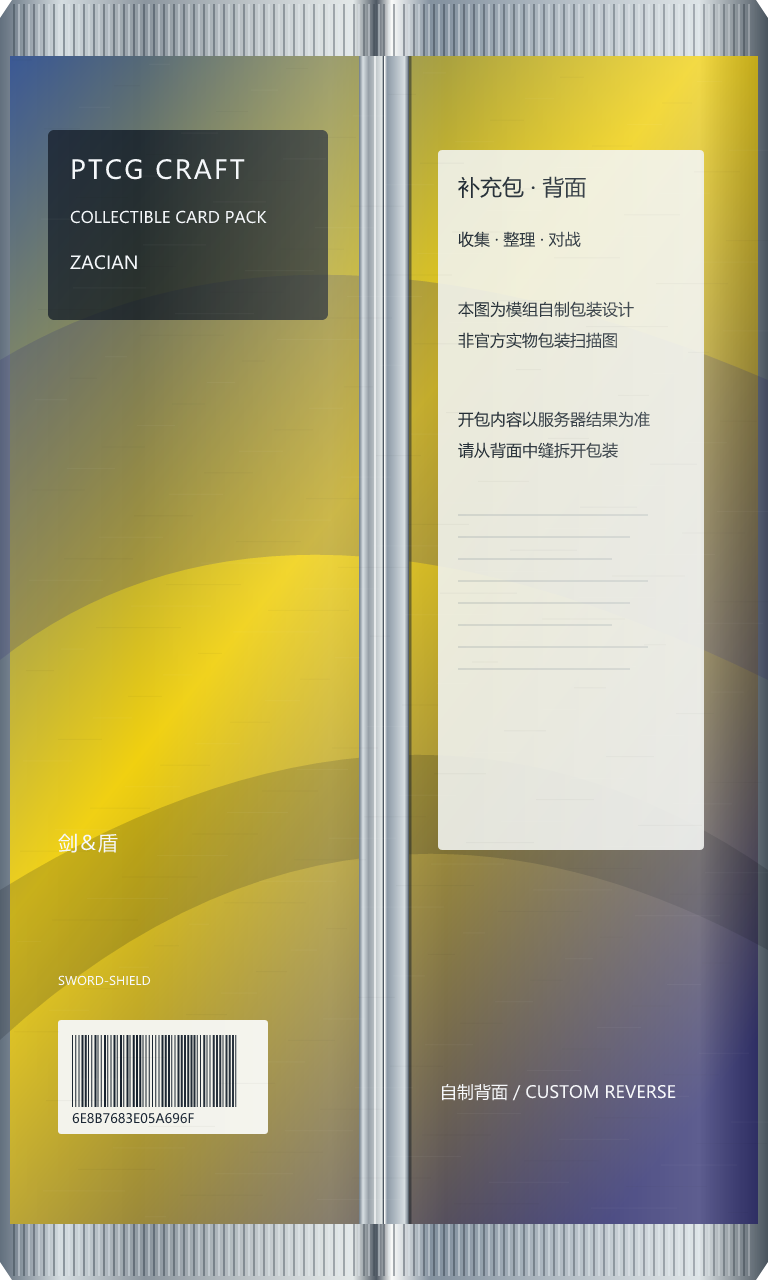 PTCG CRAFT
COLLECTIBLE CARD PACK
ZACIAN
剑&盾
SWORD-SHIELD
6E8B7683E05A696F
补充包 · 背面
收集 · 整理 · 对战
本图为模组自制包装设计
非官方实物包装扫描图
开包内容以服务器结果为准
请从背面中缝拆开包装
自制背面 / CUSTOM REVERSE